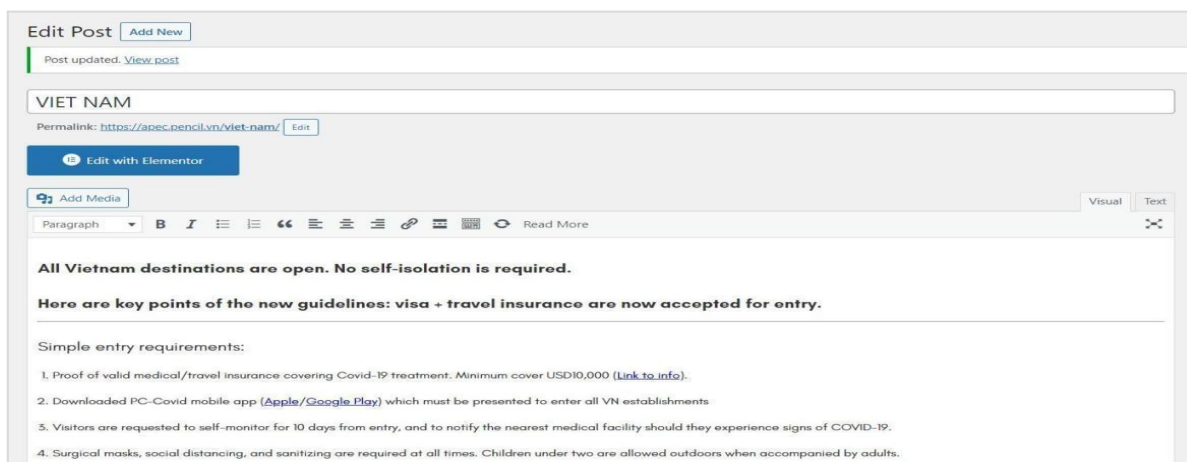 Edit Post Add New
Post updated. View post
VIET NAM
Permalink: https://apec.pencil.vn/viet-nam/ Edit
Edit with Elementor
Add Media
Visual Text
Paragraph B I Read More
All Vietnam destinations are open. No self-isolation is required.
Here are key points of the new guidelines: visa + travel insurance are now accepted for entry.
Simple entry requirements:
1. Proof of valid medical/travel insurance covering Covid-19 treatment. Minimum cover USD10,000 (Link to info).
2. Downloaded PC-Covid mobile app (Apple/Google Play) which must be presented to enter all VN establishments
3. Visitors are requested to self-monitor for 10 days from entry, and to notify the nearest medical facility should they experience signs of COVID-19.
4. Surgical masks, social distancing, and sanitizing are required at all times. Children under two are allowed outdoors when accompanied by adults.